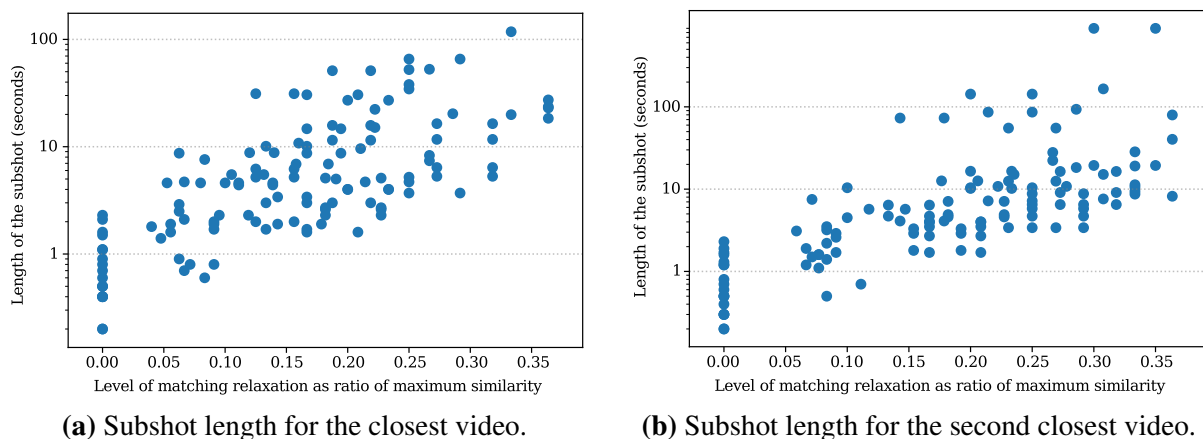 100
10
1
Length of the subshot (seconds)
0.00 0.05 0.10 0.15 0.20 0.25 0.30 0.35
Level of matching relaxation as ratio of maximum similarity
(a) Subshot length for the closest video.
100
10
1
Length of the subshot (seconds)
0.00 0.05 0.10 0.15 0.20 0.25 0.30 0.35
Level of matching relaxation as ratio of maximum similarity
(b) Subshot length for the second closest video.